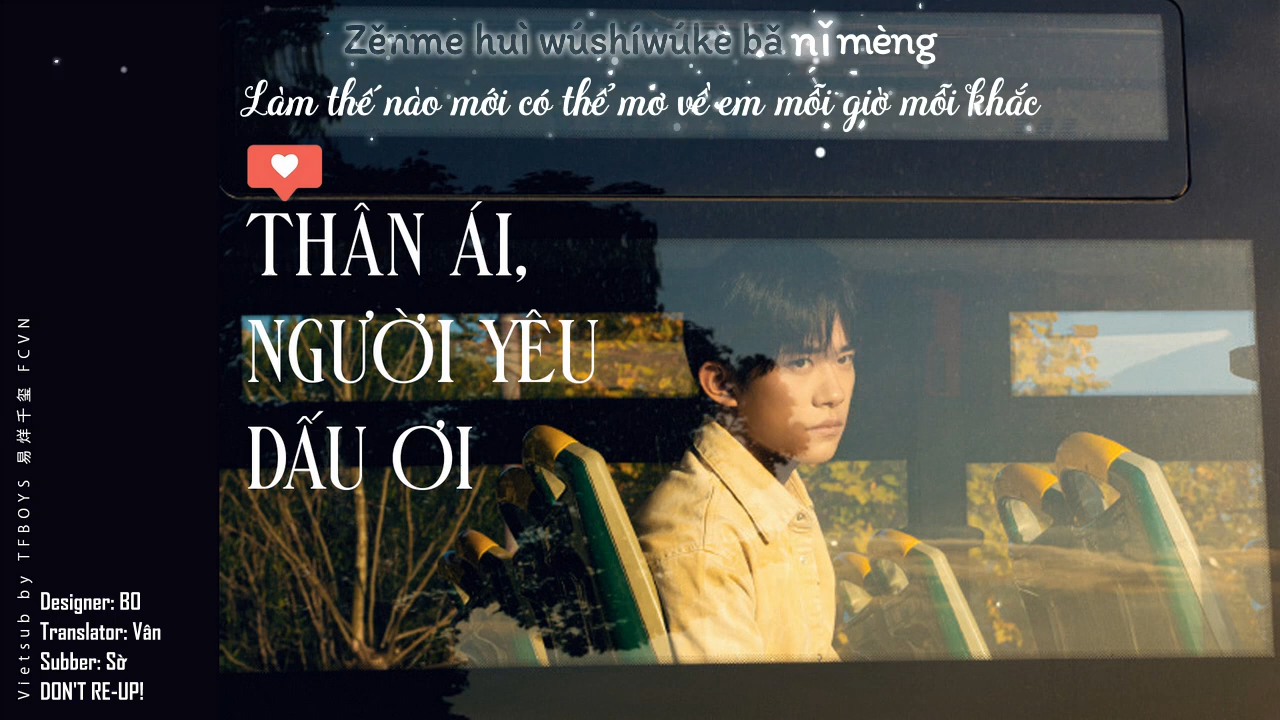 Zěnme huì wúshíwúkè bǎ nǐ mèng
Làm thế nào mới có thể mơ về em mỗi giờ mỗi khắc
THÂN ÁI,
NGƯỜI YÊU
DẤU ƠI
Vietsub by TFBOYS 易烊千玺 FCVN
Designer: BO
Translator: Vân
Subber: Sờ
DON'T RE-UP!